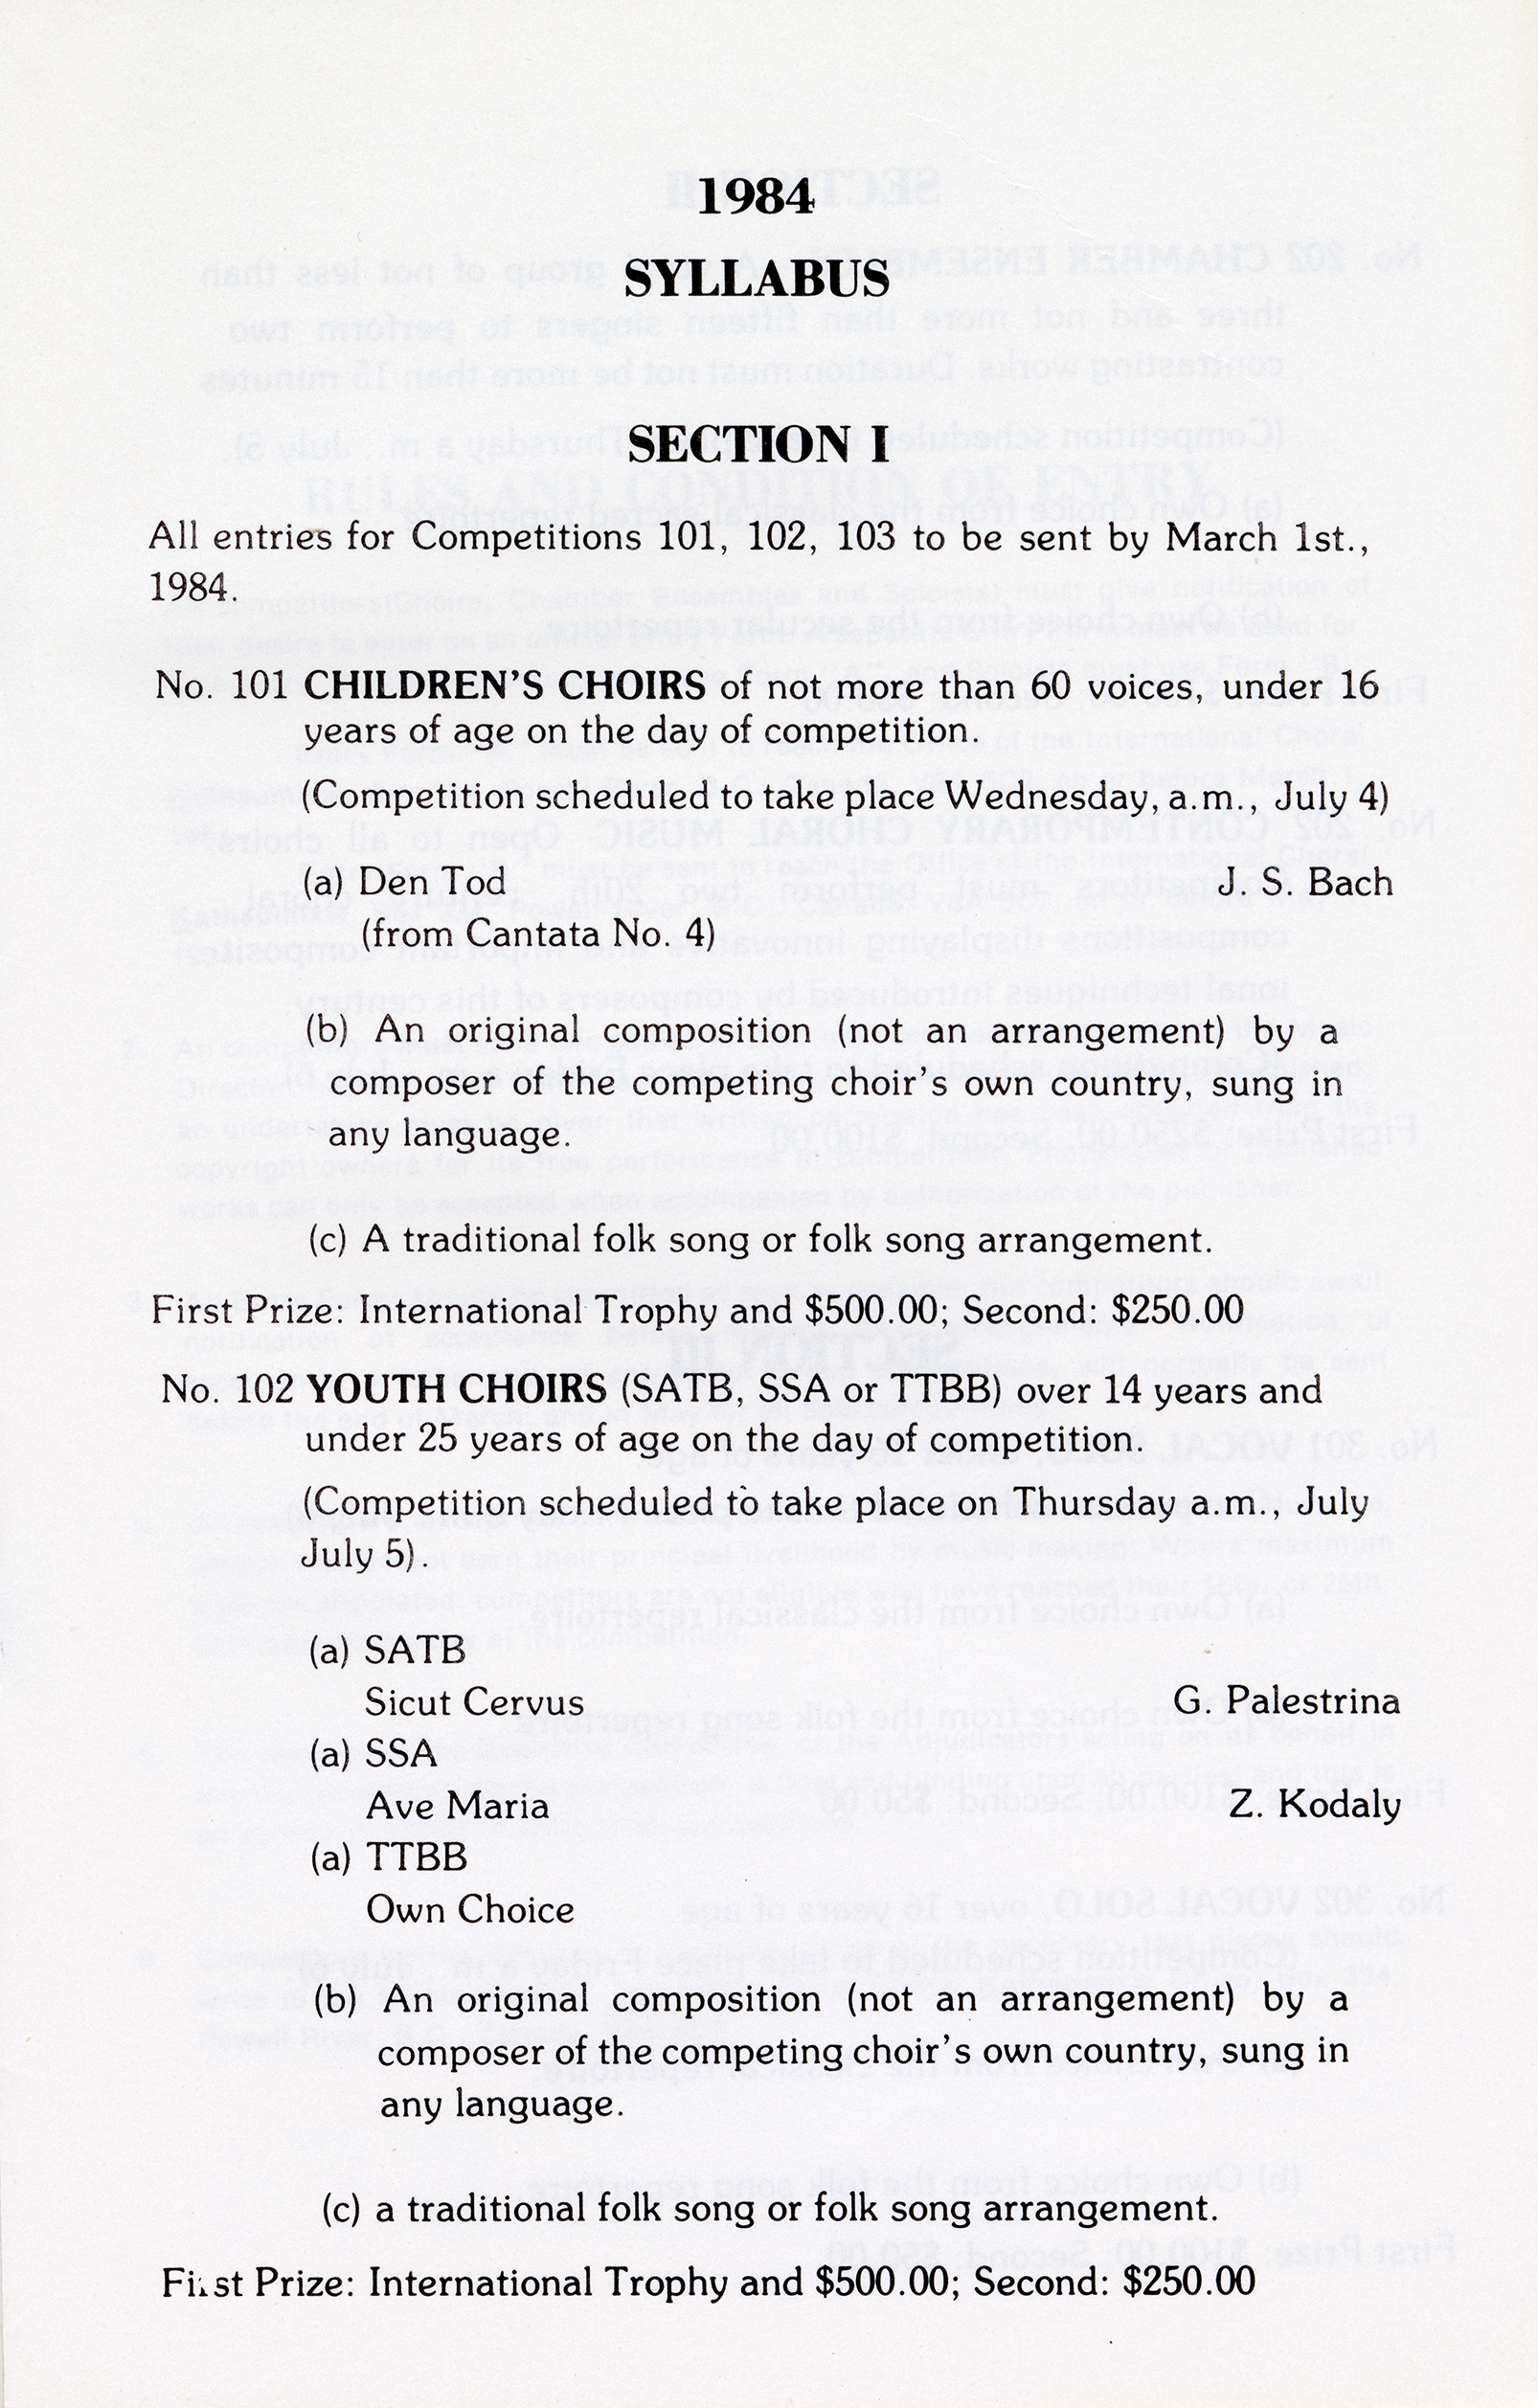 1984
SYLLABUS
SECTION I
All entries for Competitions 101, 102, 103 to be sent by March 1st.,
1984.
No. 101 CHILDREN'S CHOIRS of not more than 60 voices, under 16
years of age on the day of competition.
(Competition scheduled to take place Wednesday, a.m., July 4)
(a) Den Tod J. S. Bach
(from Cantata No. 4)
(b) An original composition (not an arrangement) by a
composer of the competing choir's own country, sung in
any language.
(c) A traditional folk song or folk song arrangement.
First Prize: International Trophy and $500.00; Second: $250.00
No. 102 YOUTH CHOIRS (SATB, SSA or TTBB) over 14 years and
under 25 years of age on the day of competition.
(Competition scheduled to take place on Thursday a.m., July
July 5).
(a) SATB
Sicut Cervus G. Palestrina
(a) SSA
Ave Maria Z. Kodaly
(a) TTBB
Own Choice
(b) An original composition (not an arrangement) by a
composer of the competing choir's own country, sung in
any language.
(c) a traditional folk song or folk song arrangement.
First Prize: International Trophy and $500.00; Second: $250.00